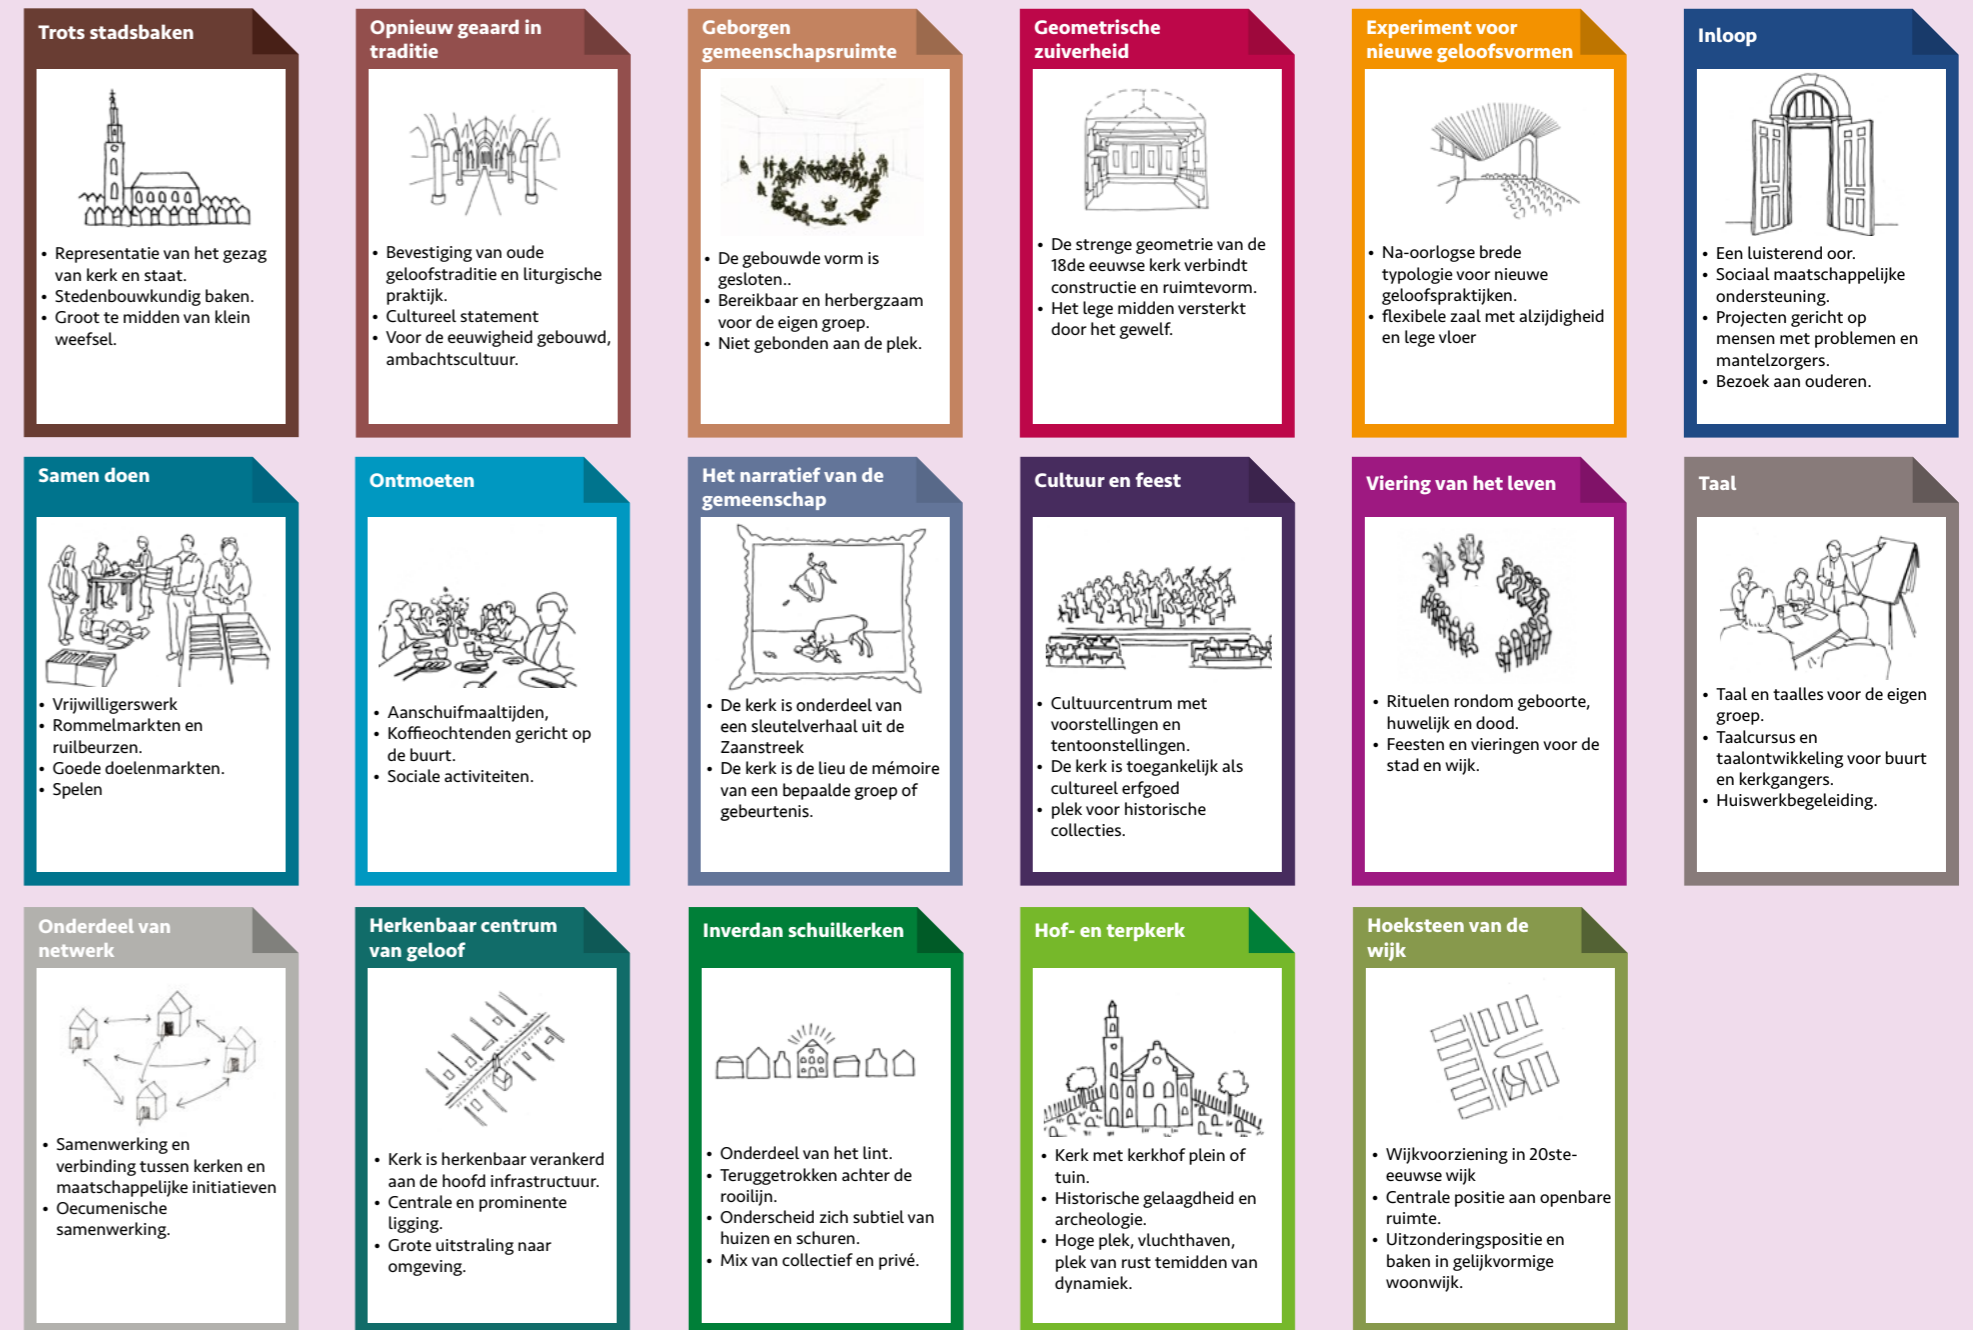 Trots stadsbaken
• Representatie van het gezag
van kerk en staat.
• Stedenbouwkundig baken.
• Groot te midden van klein
weefsel.
Opnieuw geaard in
traditie
• Bevestiging van oude
geloofstraditie en liturgische
praktijk.
• Cultureel statement
• Voor de eeuwigheid gebouwd,
ambachtscultuur.
Geborgen
gemeenschapsruimte
• De gebouwde vorm is
gesloten..
• Bereikbaar en herbergzaam
voor de eigen groep.
• Niet gebonden aan de plek.
Geometrische
zuiverheid
• De strenge geometrie van de
18de eeuwse kerk verbindt
constructie en ruimtevorm.
• Het lege midden versterkt
door het gewelf.
Experiment voor
nieuwe geloofsvormen
• Na-oorlogse brede
typologie voor nieuwe
geloofspraktijken.
• flexibele zaal met alzijdigheid
en lege vloer
Inloop
• Een luisterend oor.
• Sociaal maatschappelijke
ondersteuning.
• Projecten gericht op
mensen met problemen en
mantelzorgers.
• Bezoek aan ouderen.
Samen doen
• Vrijwilligerswerk
• Rommelmarkten en
ruilbeurzen.
• Goede doelenmarkten.
• Spelen
Ontmoeten
• Aanschuifmaaltijden,
• Koffieochtenden gericht op
de buurt.
• Sociale activiteiten.
Het narratief van de
gemeenschap
• De kerk is onderdeel van
een sleutelverhaal uit de
Zaanstreek
• De kerk is de lieu de mémoire
van een bepaalde groep of
gebeurtenis.
Cultuur en feest
• Cultuurcentrum met
voorstellingen en
tentoonstellingen.
• De kerk is toegankelijk als
cultureel erfgoed
• plek voor historische
collecties.
Viering van het leven
• Rituelen rondom geboorte,
huwelijk en dood.
• Feesten en vieringen voor de
stad en wijk.
Taal
• Taal en taalles voor de eigen
groep.
• Taalcursus en
taalontwikkeling voor buurt
en kerkgangers.
• Huiswerkbegeleiding.
Onderdeel van
netwerk
• Samenwerking en
verbinding tussen kerken en
maatschappelijke initiatieven
• Oecumenische
samenwerking.
Herkenbaar centrum
van geloof
• Kerk is herkenbaar verankerd
aan de hoofd infrastructuur.
• Centrale en prominente
ligging.
• Grote uitstraling naar
omgeving.
Inverdan schuilkerken
• Onderdeel van het lint.
• Teruggetrokken achter de
rooilijn.
• Onderscheid zich subtiel van
huizen en schuren.
• Mix van collectief en privé.
Hof- en terpkerk
• Kerk met kerkhof plein of
tuin.
• Historische gelaagdheid en
archeologie.
• Hoge plek, vluchthaven,
plek van rust temidden van
dynamiek.
Hoeksteen van de
wijk
• Wijkvoorziening in 20ste-
eeuwse wijk
• Centrale positie aan openbare
ruimte.
• Uitzonderingspositie en
baken in gelijkvormige
woonwijk.